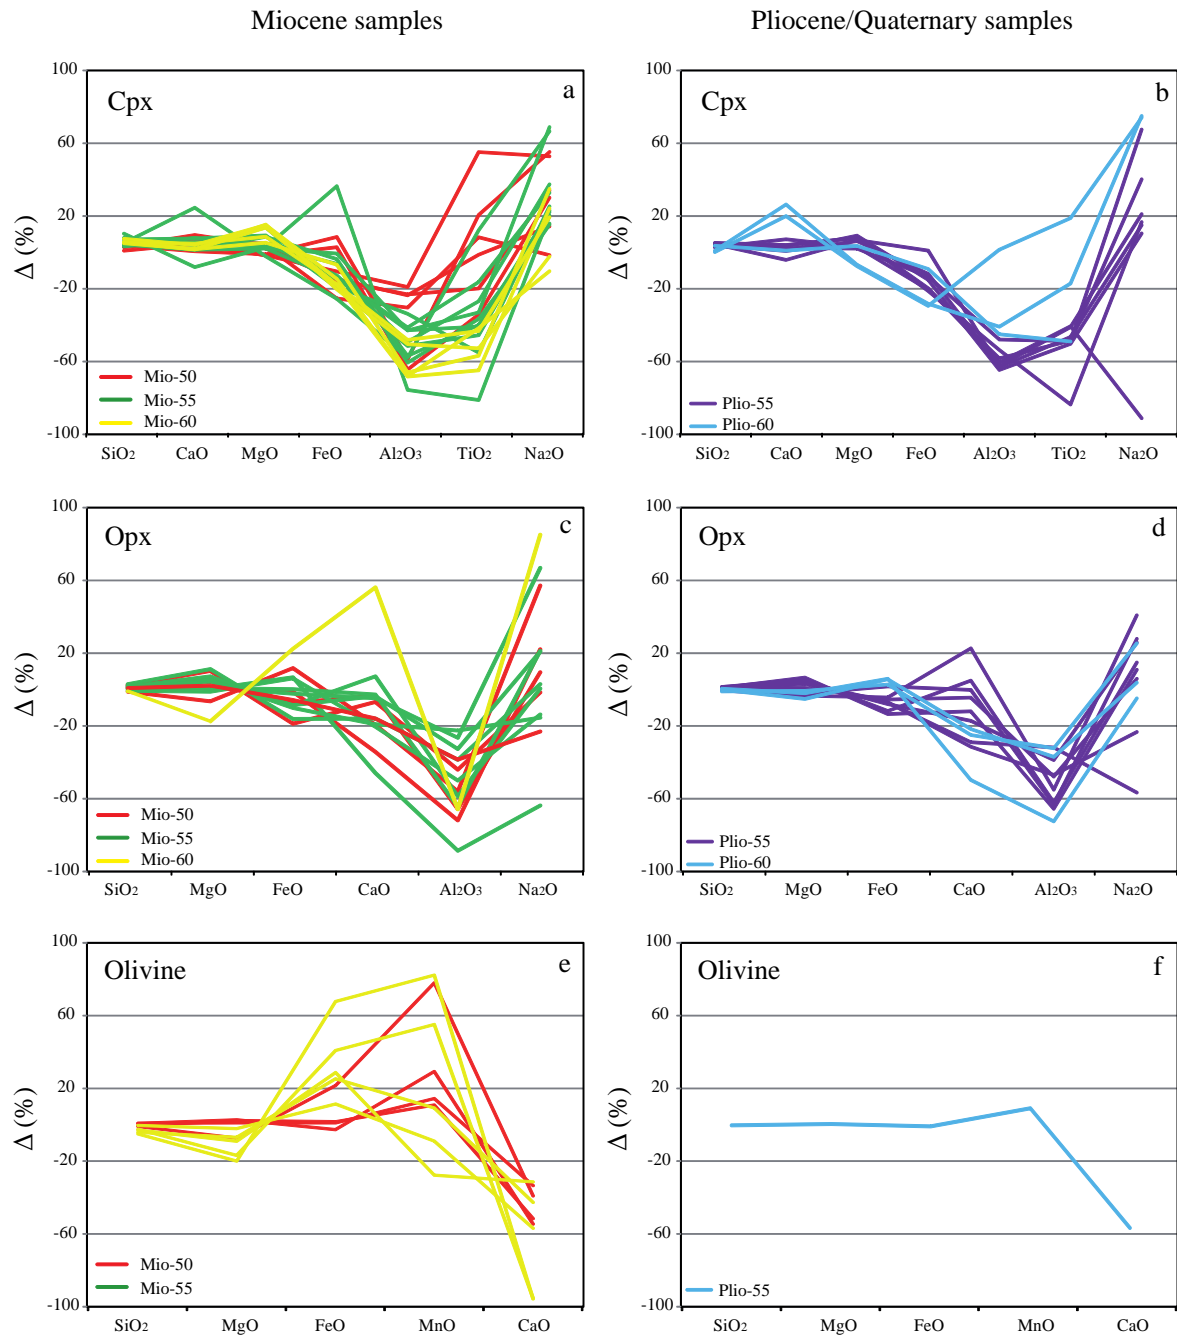 Miocene samples
Pliocene/Quaternary samples
100
60
20
-20
-60
-100
Δ (%)
Cpx
a
Mio-50
Mio-55
Mio-60
SiO2 CaO MgO FeO Al2O3 TiO2 Na2O
100
60
20
-20
-60
-100
Δ (%)
Cpx
b
Plio-55
Plio-60
SiO2 CaO MgO FeO Al2O3 TiO2 Na2O
100
60
20
-20
-60
-100
Δ (%)
Opx
c
Mio-50
Mio-55
Mio-60
SiO2 MgO FeO CaO Al2O3 Na2O
100
60
20
-20
-60
-100
Δ (%)
Opx
d
Plio-55
Plio-60
SiO2 MgO FeO CaO Al2O3 Na2O
100
60
20
-20
-60
-100
Δ (%)
Olivine
e
Mio-50
Mio-55
SiO2 MgO FeO MnO CaO
100
60
20
-20
-60
-100
Δ (%)
Olivine
f
Plio-55
SiO2 MgO FeO MnO CaO